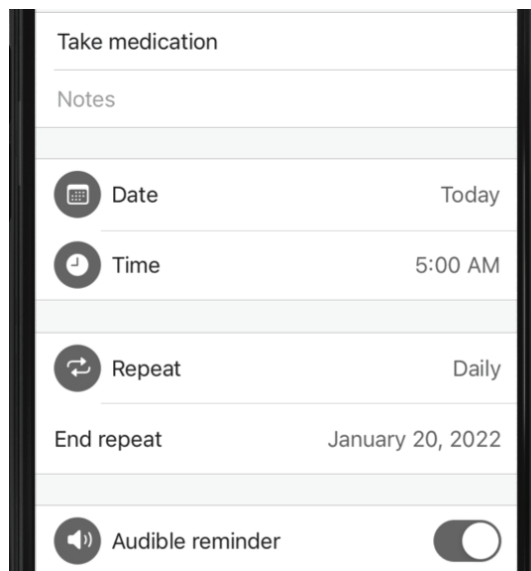 Take medication
Notes
Date Today
Time 5:00 AM
Repeat Daily
End repeat January 20, 2022
Audible reminder